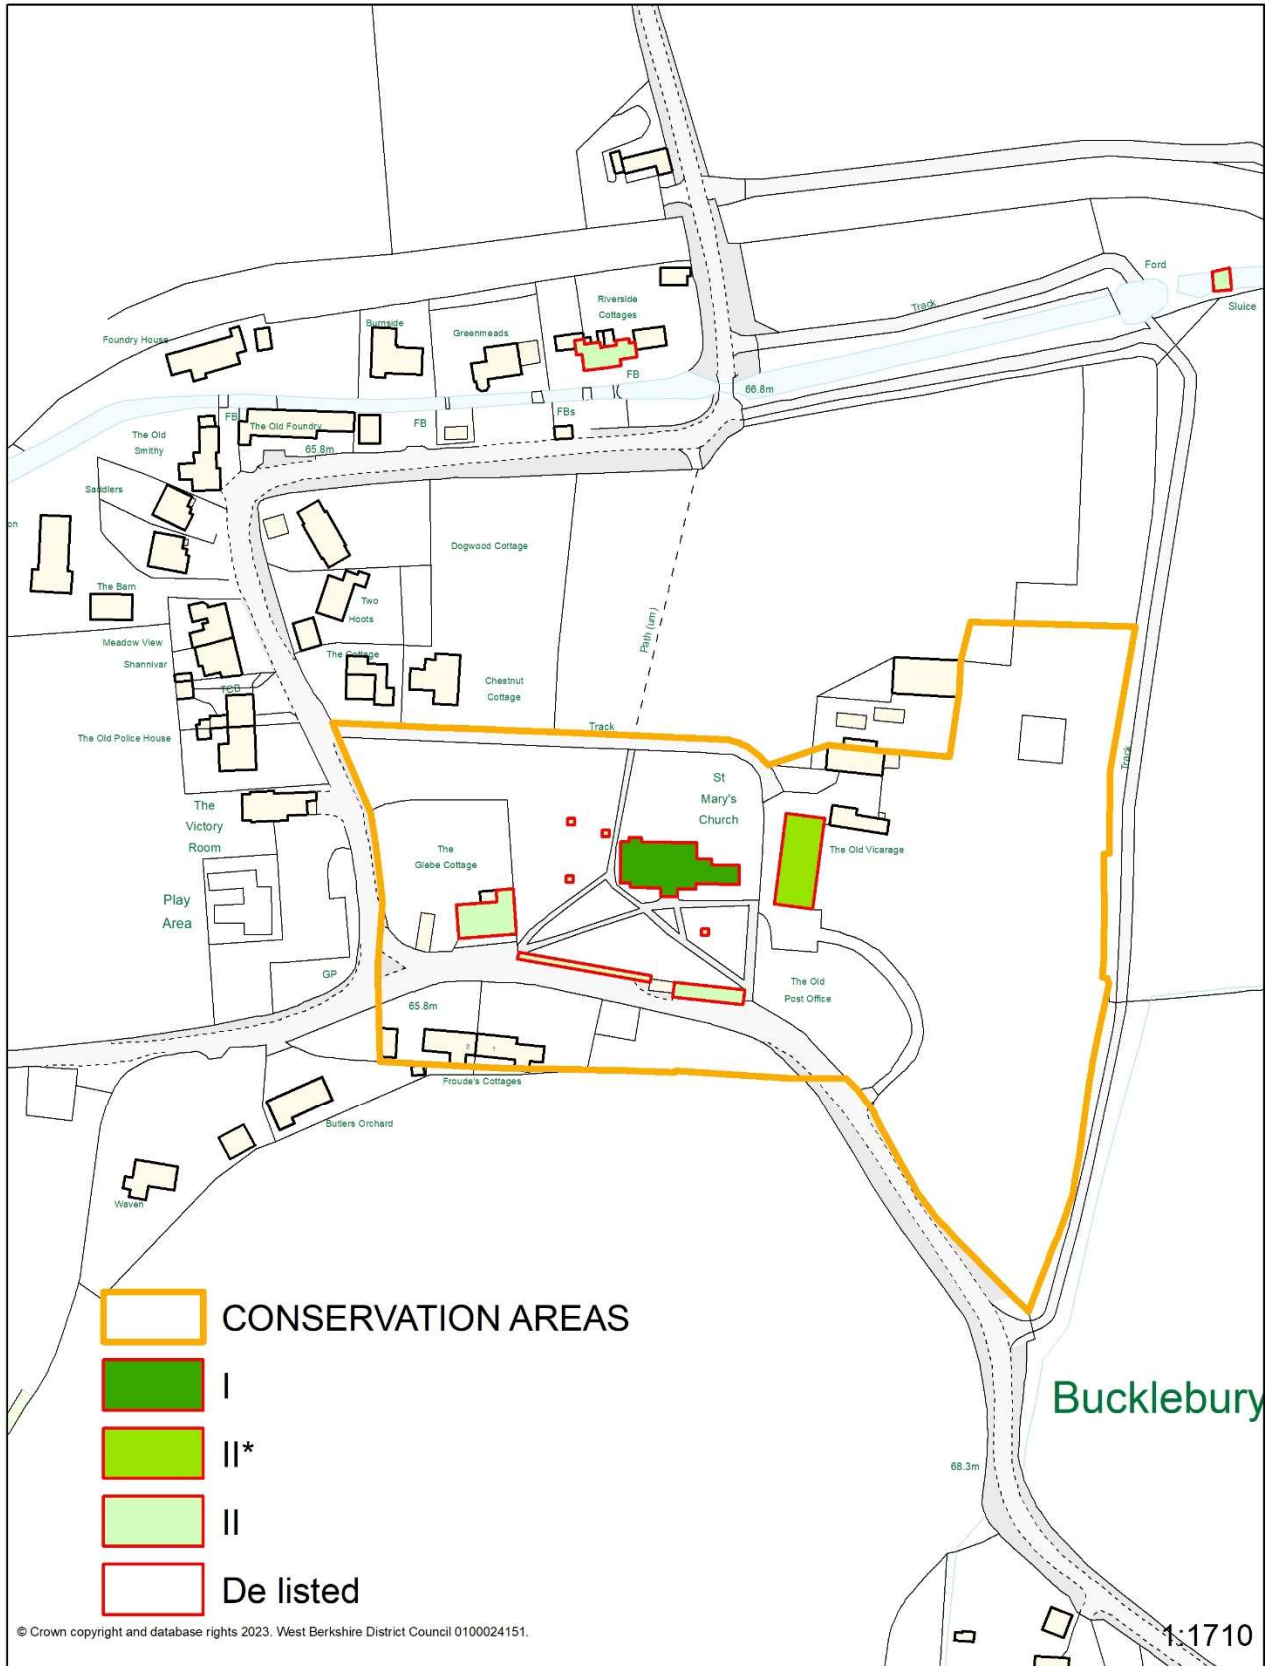 Ford
Sluice
Track
Riverside
Cottages
Burnside
Greenmeads
Foundry House
FB
66.8m
FBs
FB
FB
The Old Foundry
The Old
Smithy
65.8m
Saddlers
on
Dogwood Cottage
The Barn
Two
Hoots
Path (um)
Meadow View
Shannivar
The Cottage
TCB
Chestnut
Cottage
The Old Police House
Track
Track
St
Mary's
Church
The
Victory
Room
The
Glebe Cottage
The Old Vicarage
Play
Area
GP
The Old
Post Office
65.8m
2
1
Froude's Cottages
Butlers Orchard
Waven
CONSERVATION AREAS
I
II*
II
De listed
Bucklebury
68.3m
1:1710
© Crown copyright and database rights 2023. West Berkshire District Council 0100024151.